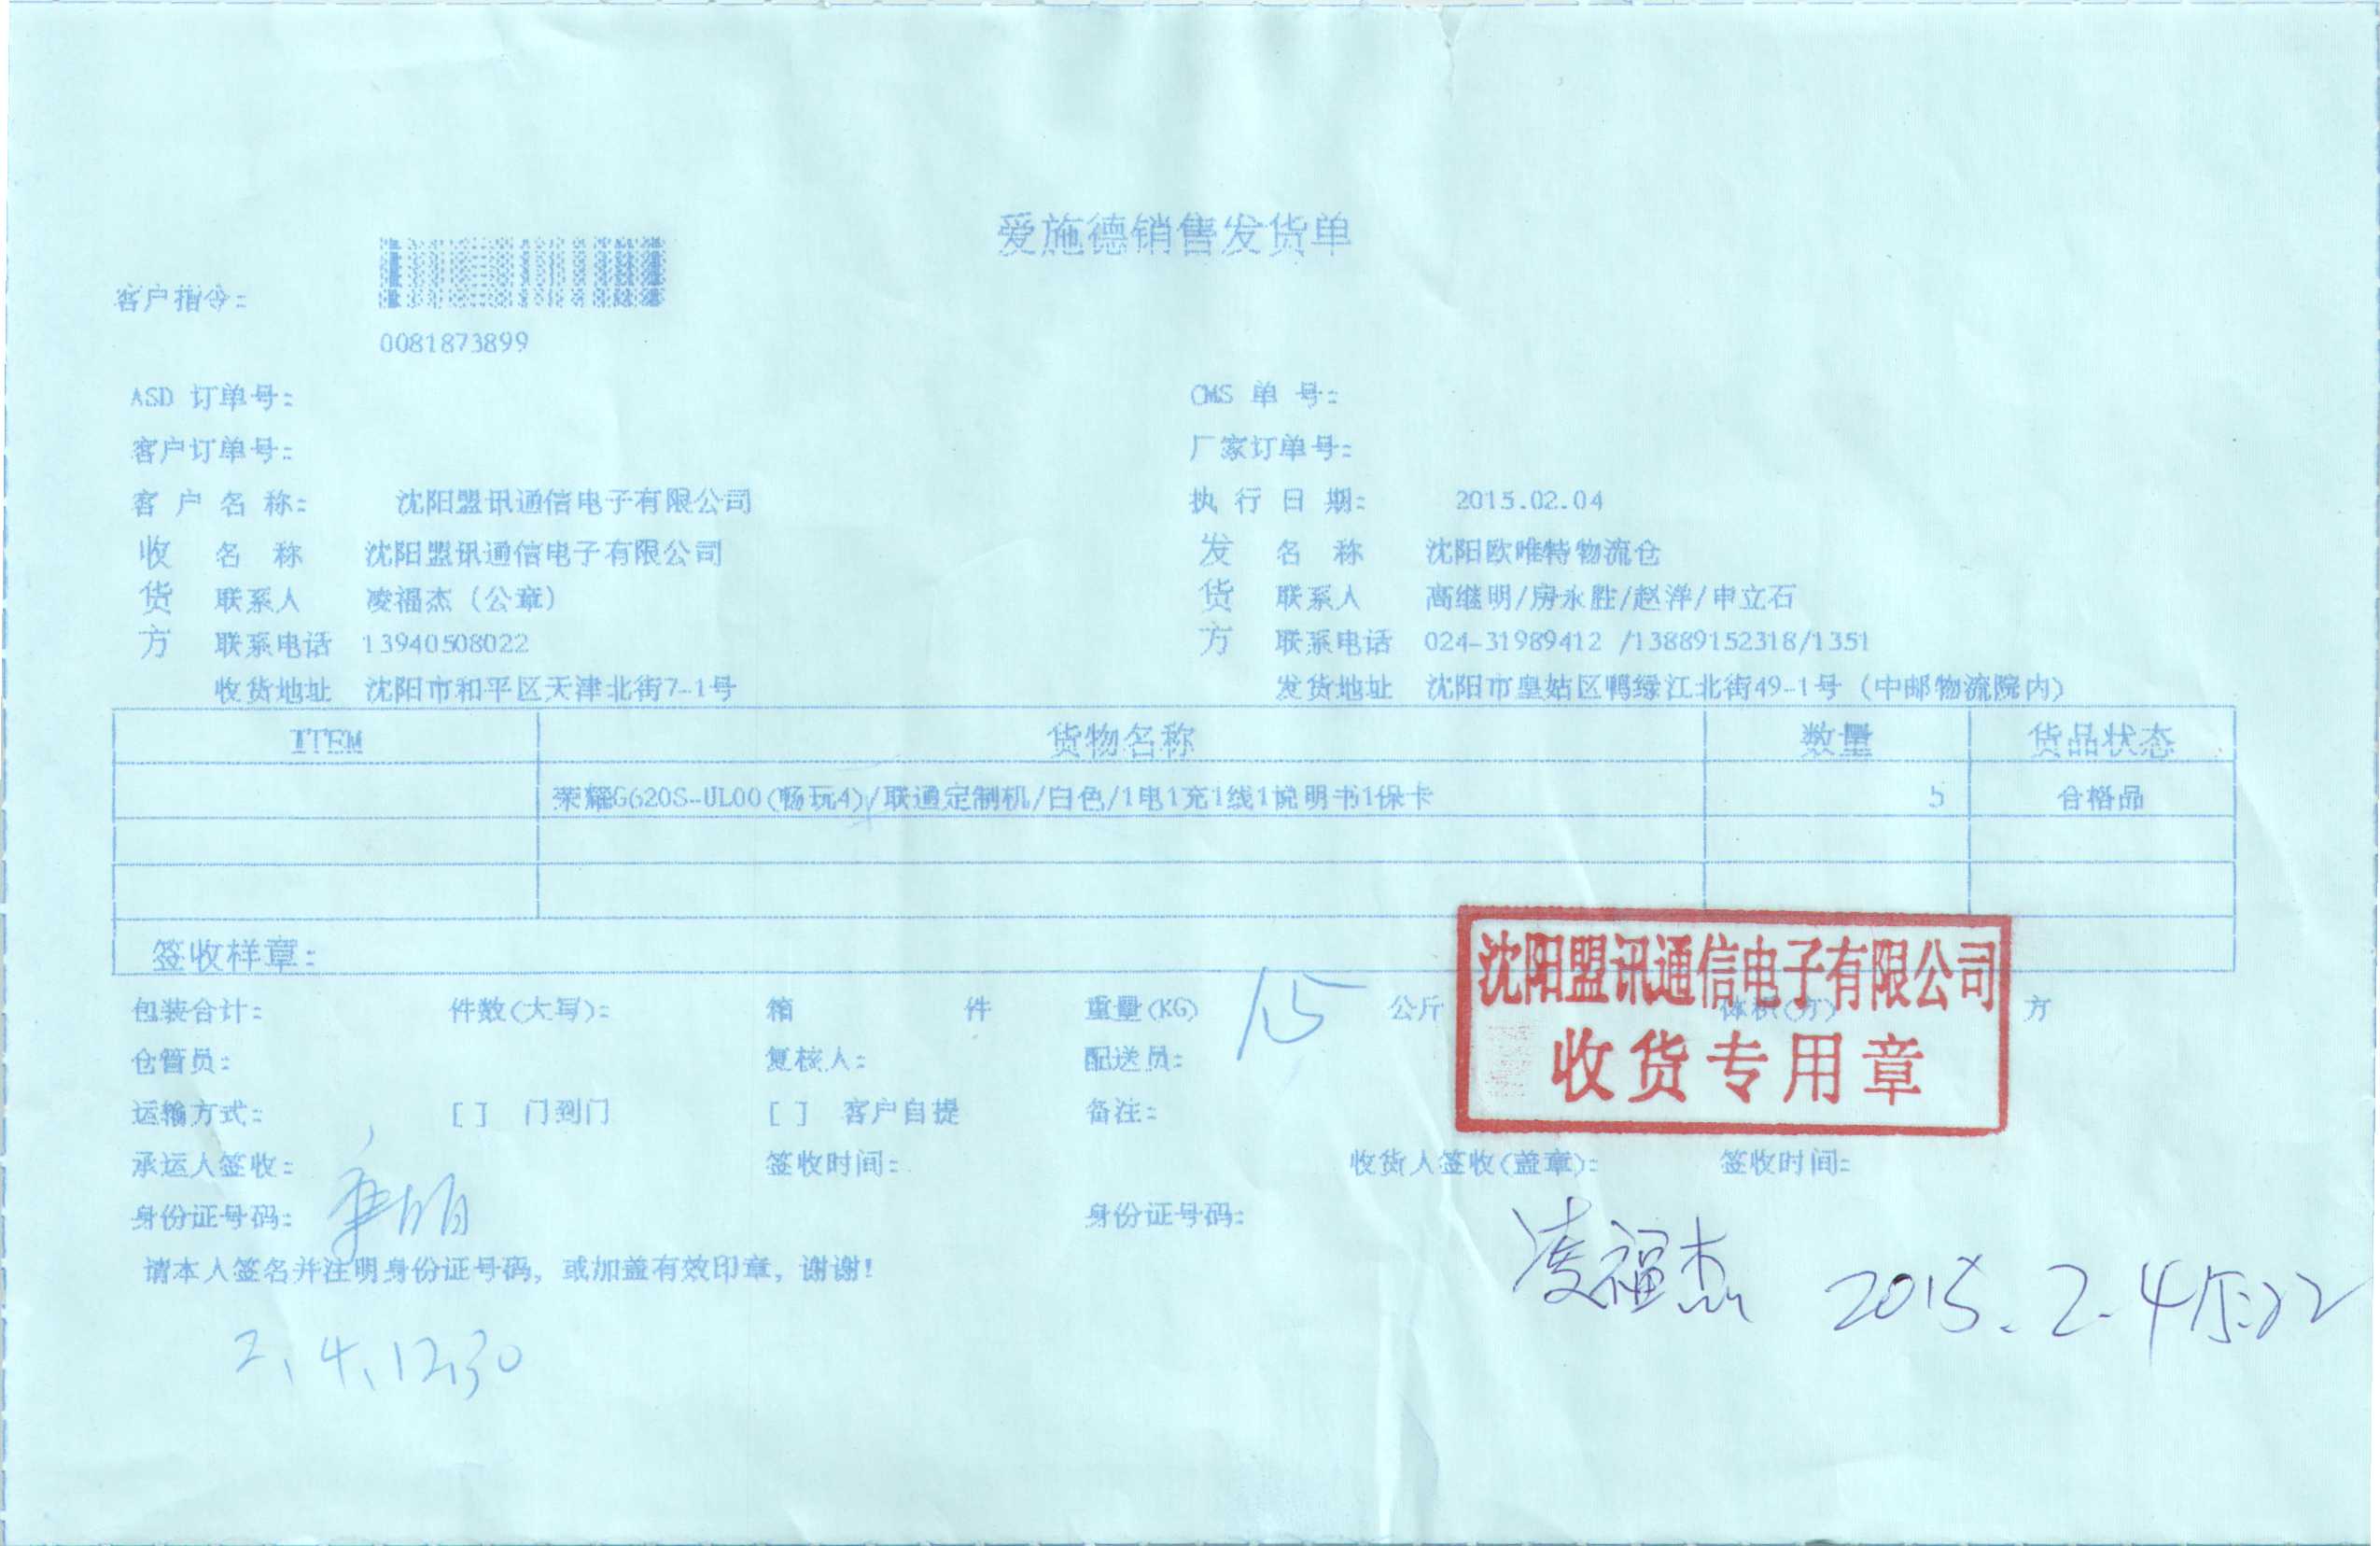 爱施德销售发货单
客户指令:
0081873899
ASD 订单号: CMS 单 号:
客户订单号: 厂家订单号:
客 户 名 称: 沈阳盟讯通信电子有限公司 执 行 日 期: 2015.02.04
收 名 称 沈阳盟讯通信电子有限公司 发 名 称 沈阳欧唯特物流仓
货 联系人 凌福杰(公章) 货 联系人 高继明/房永胜/赵洋/申立石
方 联系电话 13940508022 方 联系电话 024-31989412 /13889152318/1351
收货地址 沈阳市和平区天津北街7-1号 发货地址 沈阳市皇姑区鸭绿江北街49-1号(中邮物流院内)
ITEM 货物名称 数量 货品状态
荣耀G620S-UL00(畅玩4)/联通定制机/白色/1电1充1线1说明书1保卡 5 合格品
签收样章:
沈阳盟讯通信电子有限公司
收货专用章
包装合计: 件数(大写): 箱 件 重量(KG) 公斤 体积(方) 方
仓管员: 复核人: 配送员:
运输方式: [ ] 门到门 [ ] 客户自提 备注:
承运人签收: 签收时间: 收货人签收(盖章): 签收时间:
身份证号码: 身份证号码:
请本人签名并注明身份证号码, 或加盖有效印章, 谢谢!
凌福杰 2015.2.4
2.4.12.30